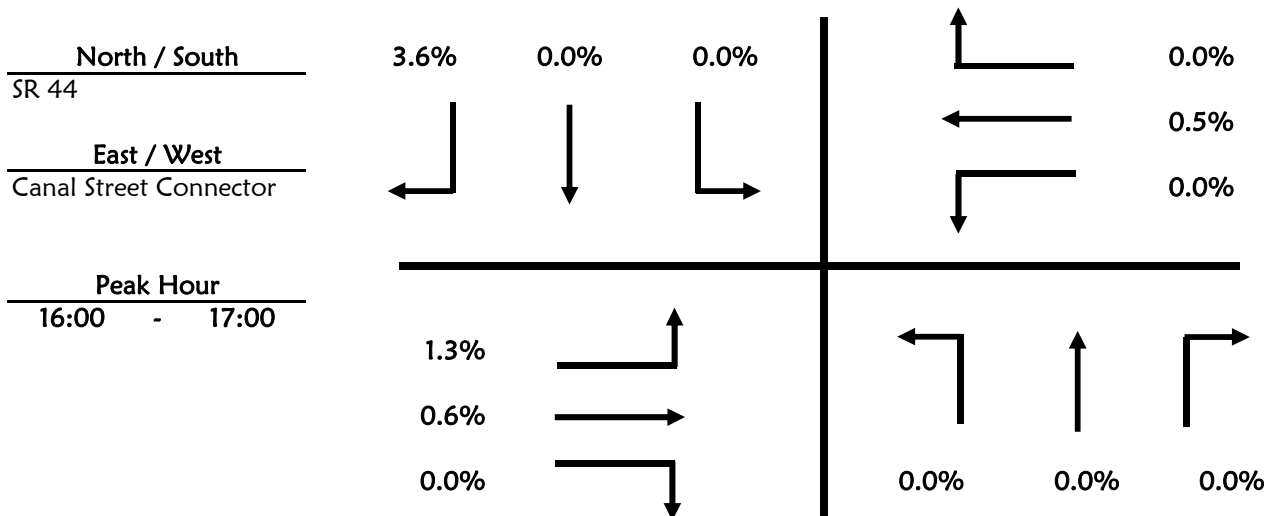 North / South
SR 44
East / West
Canal Street Connector
Peak Hour
16:00 - 17:00
3.6% 0.0% 0.0%
0.0%
0.5%
0.0%
1.3%
0.6%
0.0%
0.0% 0.0% 0.0%